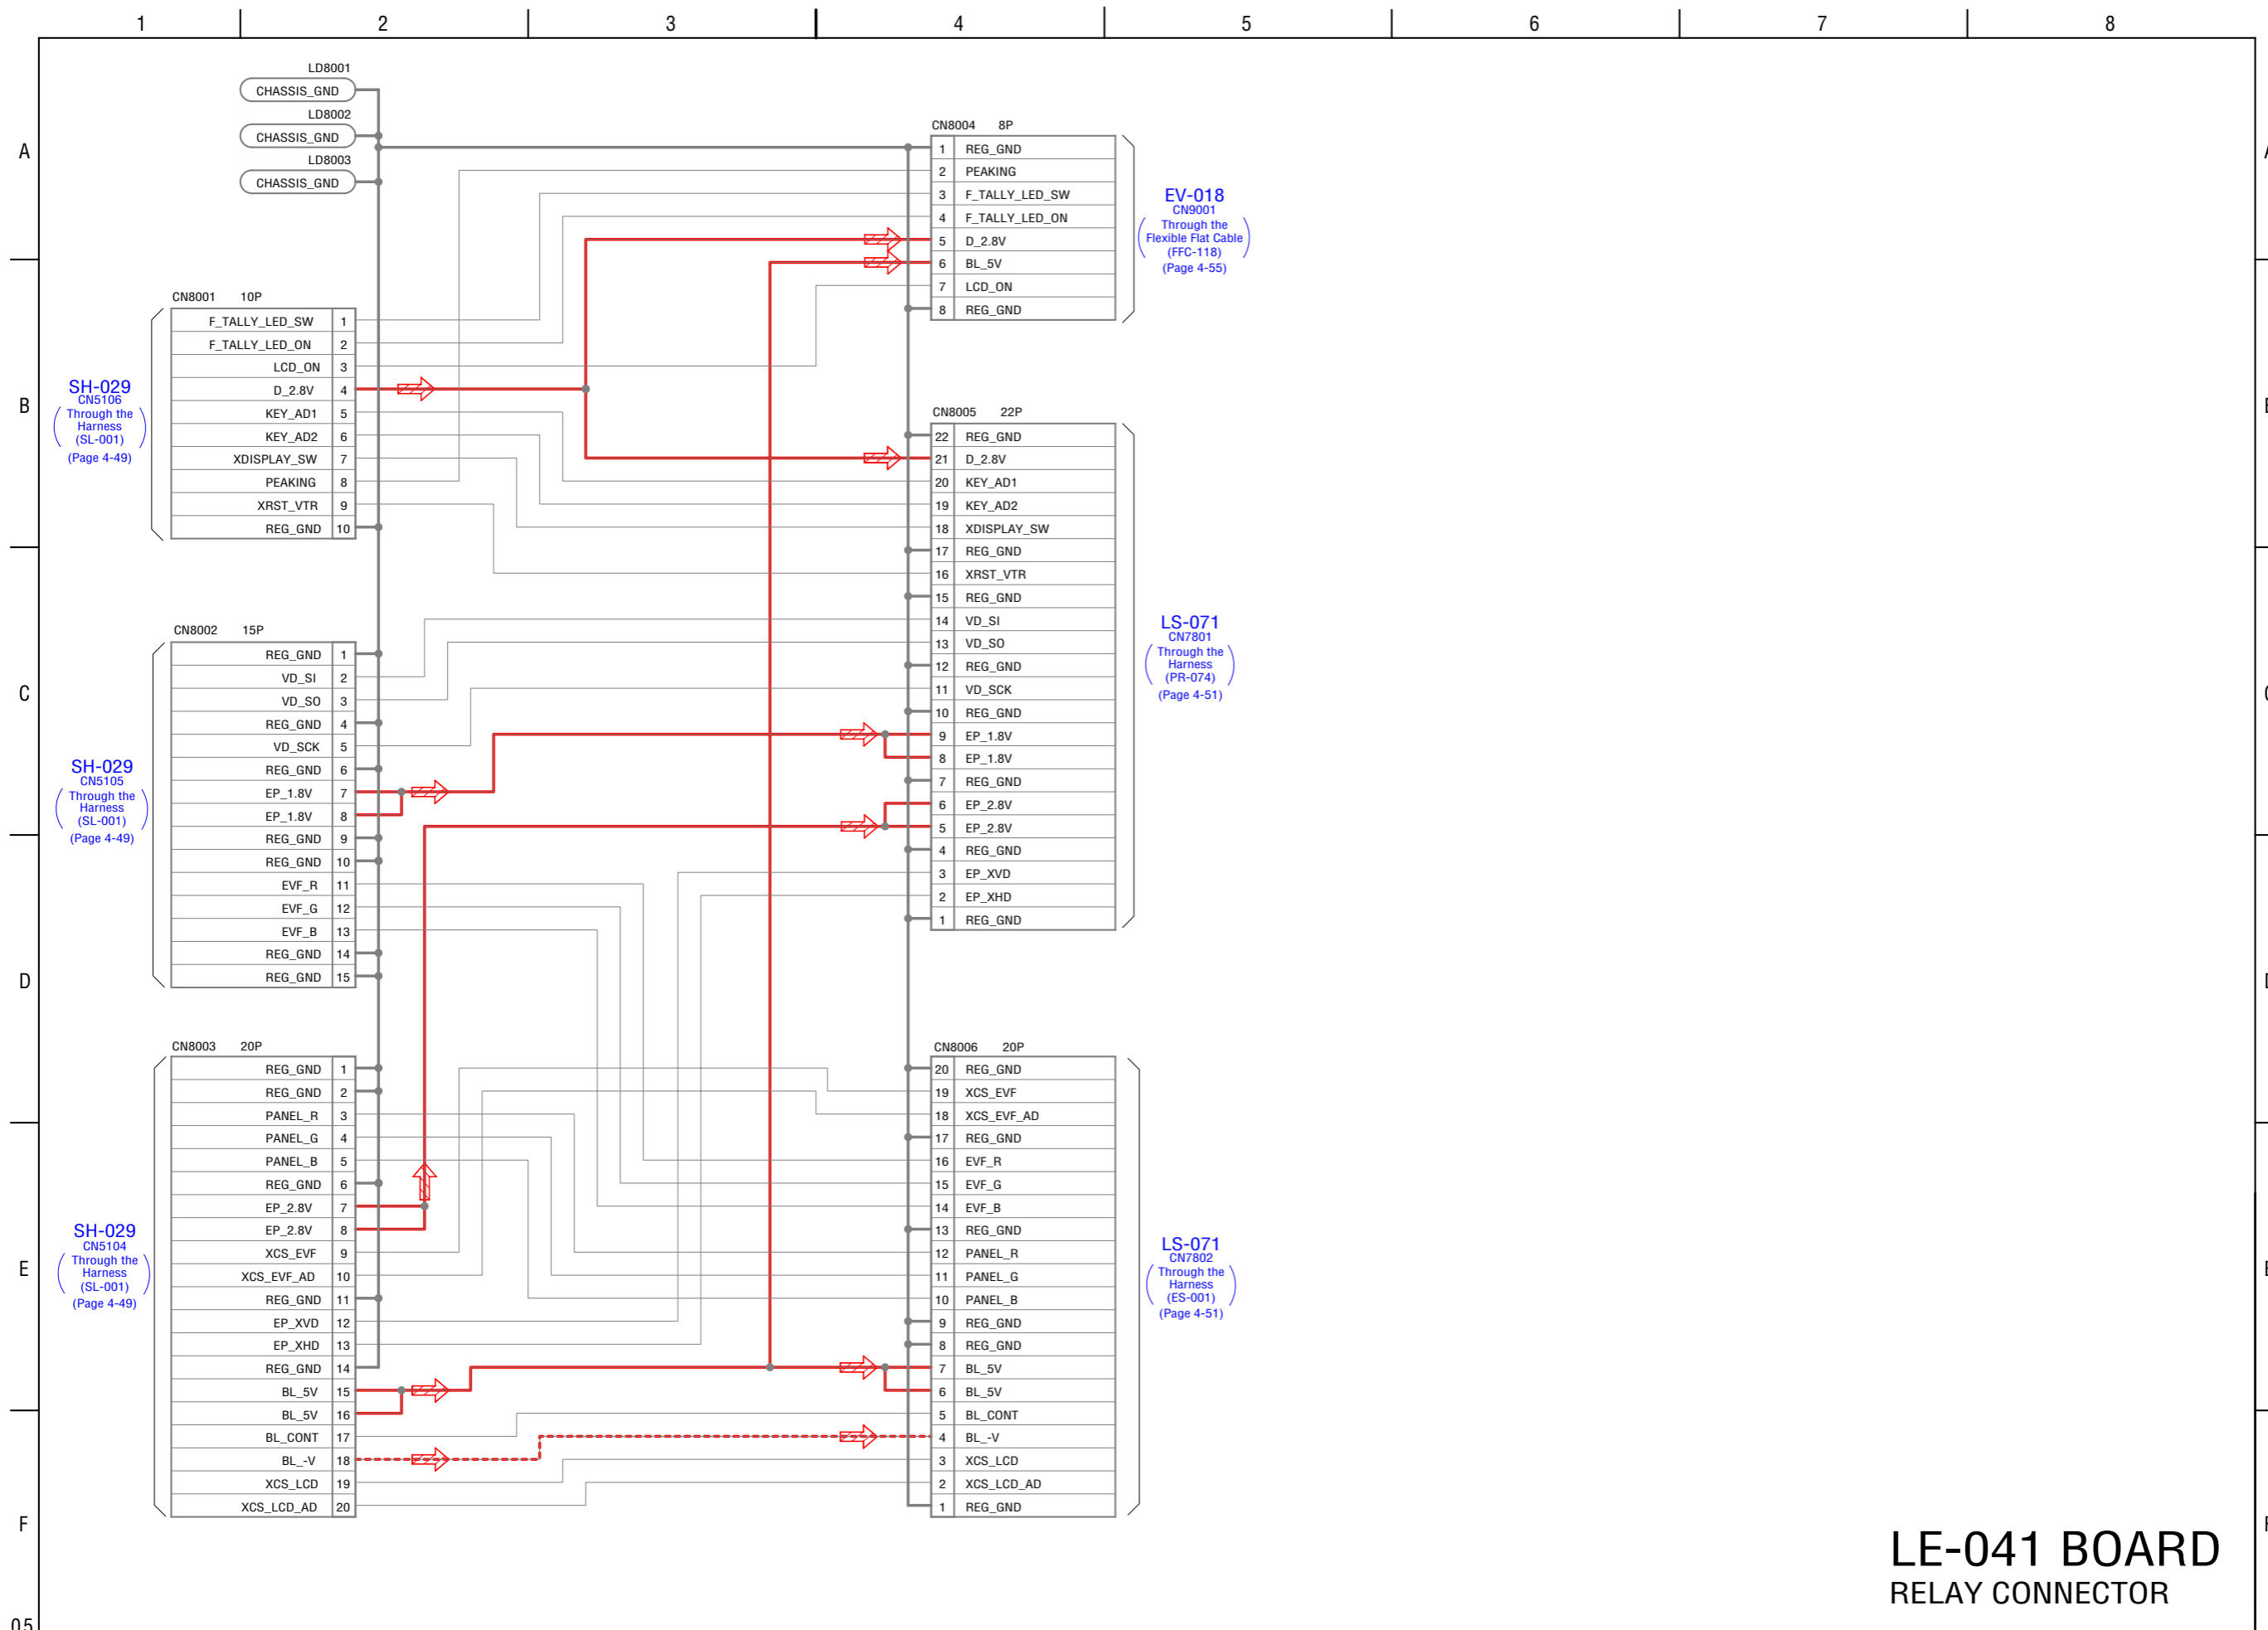 1 2 3 4 5 6 7 8
A
B
C
D
E
F
LD8001
CHASSIS_GND
LD8002
CHASSIS_GND
LD8003
CHASSIS_GND
CN8001 10P
F_TALLY_LED_SW 1
F_TALLY_LED_ON 2
LCD_ON 3
D_2.8V 4
KEY_AD1 5
KEY_AD2 6
XDISPLAY_SW 7
PEAKING 8
XRST_VTR 9
REG_GND 10
SH-029
CN5106
Through the
Harness
(SL-001)
(Page 4-49)
CN8002 15P
REG_GND 1
VD_SI 2
VD_SO 3
REG_GND 4
VD_SCK 5
REG_GND 6
EP_1.8V 7
EP_1.8V 8
REG_GND 9
REG_GND 10
EVF_R 11
EVF_G 12
EVF_B 13
REG_GND 14
REG_GND 15
SH-029
CN5105
Through the
Harness
(SL-001)
(Page 4-49)
CN8003 20P
REG_GND 1
REG_GND 2
PANEL_R 3
PANEL_G 4
PANEL_B 5
REG_GND 6
EP_2.8V 7
EP_2.8V 8
XCS_EVF 9
XCS_EVF_AD 10
REG_GND 11
EP_XVD 12
EP_XHD 13
REG_GND 14
BL_5V 15
BL_5V 16
BL_CONT 17
BL_-V 18
XCS_LCD 19
XCS_LCD_AD 20
SH-029
CN5104
Through the
Harness
(SL-001)
(Page 4-49)
CN8004 8P
1 REG_GND
2 PEAKING
3 F_TALLY_LED_SW
4 F_TALLY_LED_ON
5 D_2.8V
6 BL_5V
7 LCD_ON
8 REG_GND
EV-018
CN9001
Through the
Flexible Flat Cable
(FFC-118)
(Page 4-55)
CN8005 22P
22 REG_GND
21 D_2.8V
20 KEY_AD1
19 KEY_AD2
18 XDISPLAY_SW
17 REG_GND
16 XRST_VTR
15 REG_GND
14 VD_SI
13 VD_SO
12 REG_GND
11 VD_SCK
10 REG_GND
9 EP_1.8V
8 EP_1.8V
7 REG_GND
6 EP_2.8V
5 EP_2.8V
4 REG_GND
3 EP_XVD
2 EP_XHD
1 REG_GND
LS-071
CN7801
Through the
Harness
(PR-074)
(Page 4-51)
CN8006 20P
20 REG_GND
19 XCS_EVF
18 XCS_EVF_AD
17 REG_GND
16 EVF_R
15 EVF_G
14 EVF_B
13 REG_GND
12 PANEL_R
11 PANEL_G
10 PANEL_B
9 REG_GND
8 REG_GND
7 BL_5V
6 BL_5V
5 BL_CONT
4 BL_-V
3 XCS_LCD
2 XCS_LCD_AD
1 REG_GND
LS-071
CN7802
Through the
Harness
(ES-001)
(Page 4-51)
LE-041 BOARD
RELAY CONNECTOR
05